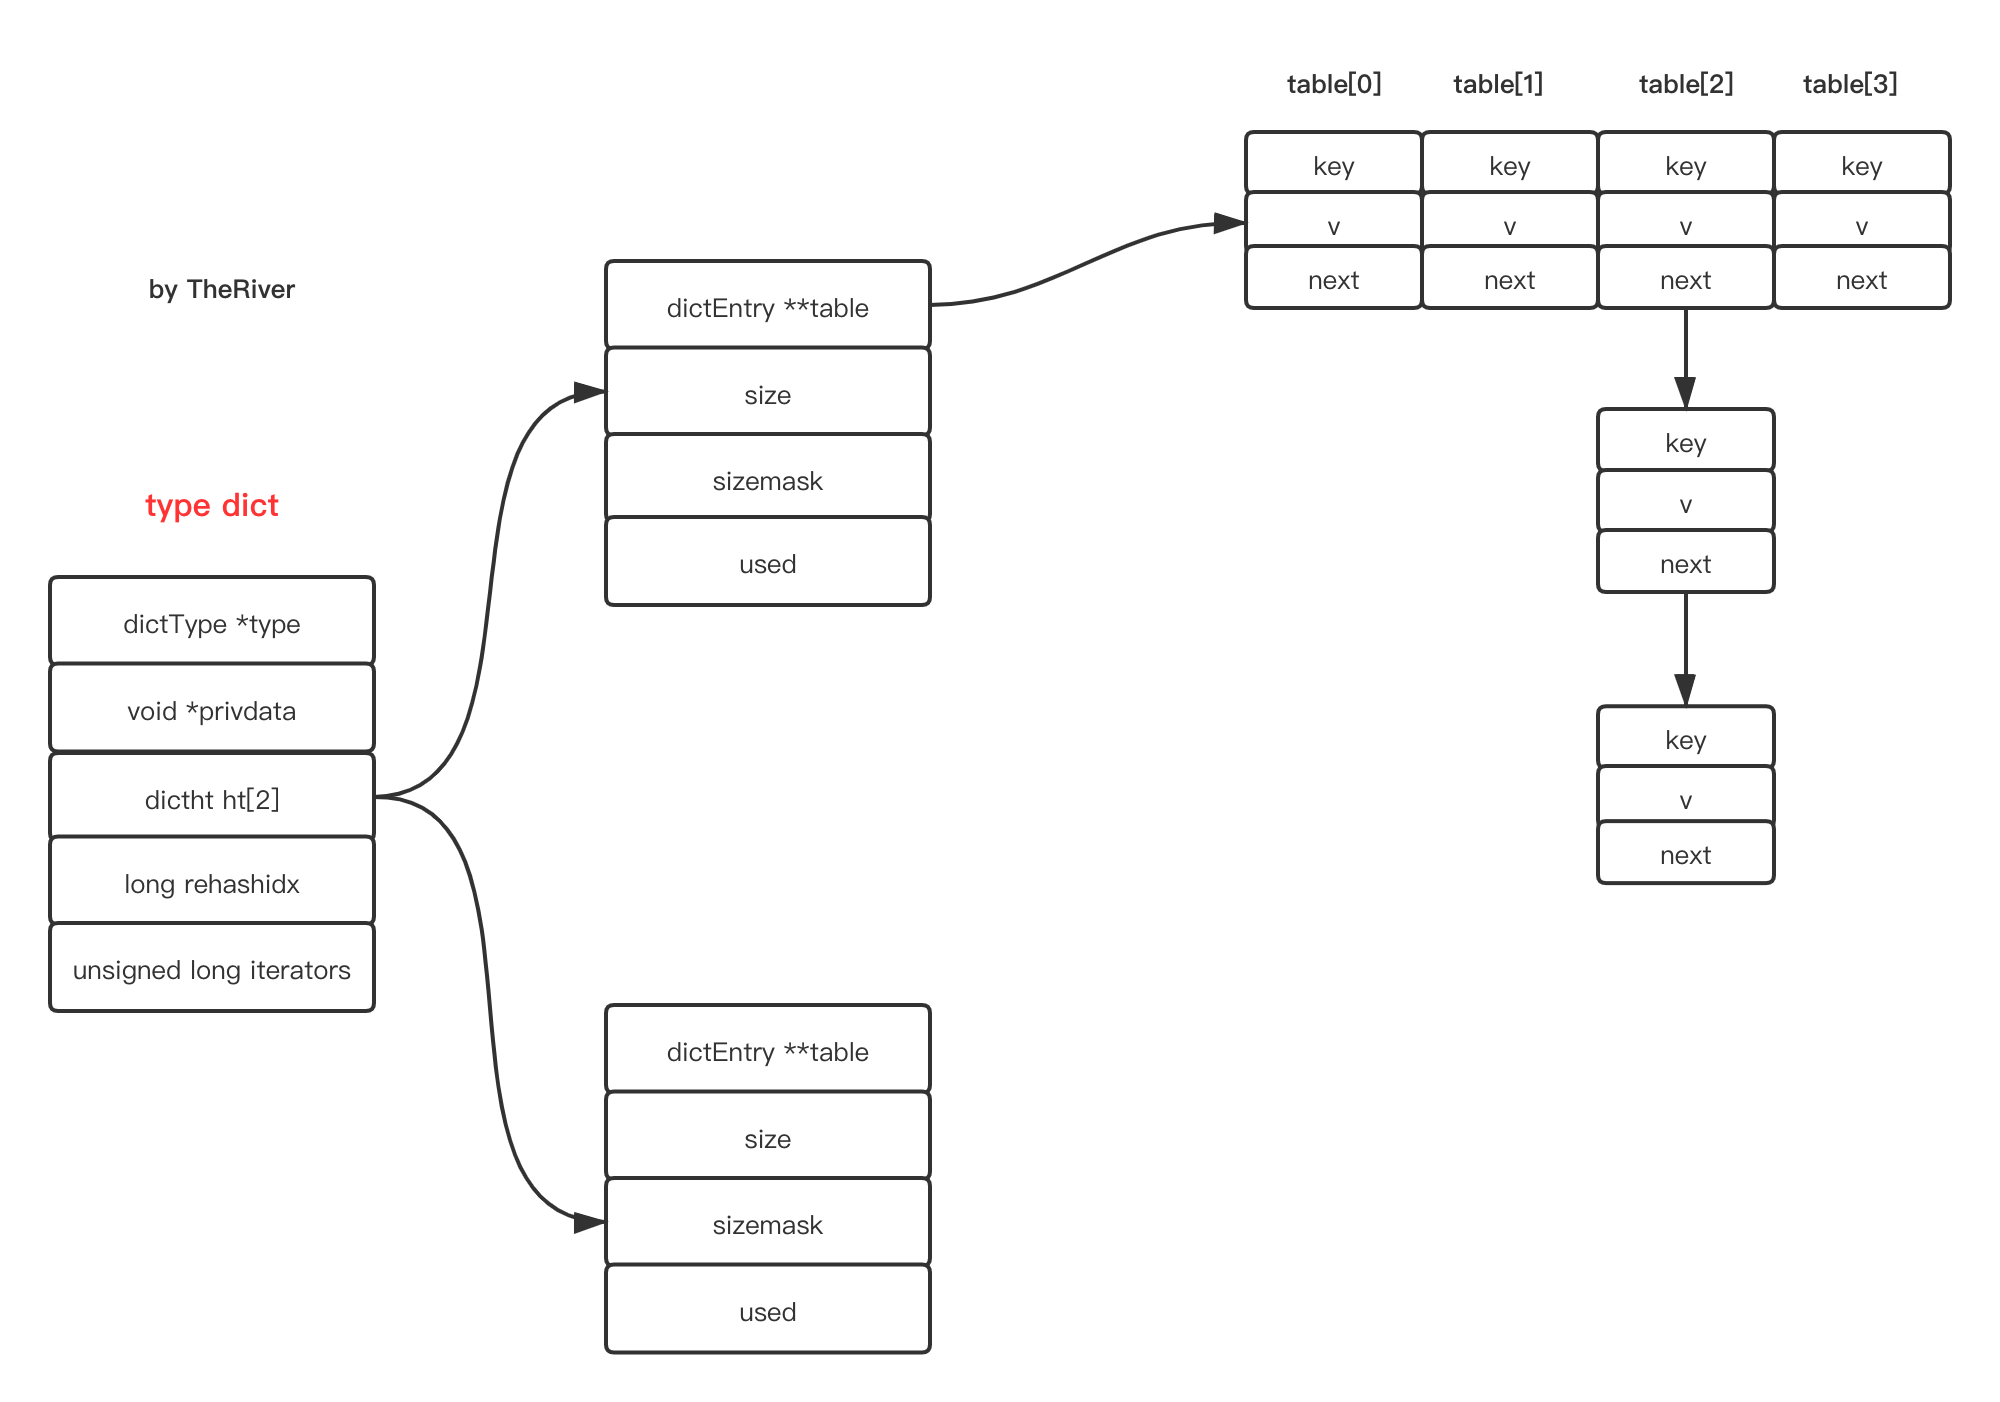 by TheRiver
type dict
dictType *type
void *privdata
dictht ht[2]
long rehashidx
unsigned long iterators
dictEntry **table
size
sizemask
used
dictEntry **table
size
sizemask
used
table[0] table[1] table[2] table[3]
key key key key
v v v v
next next next next
key
v
next
key
v
next